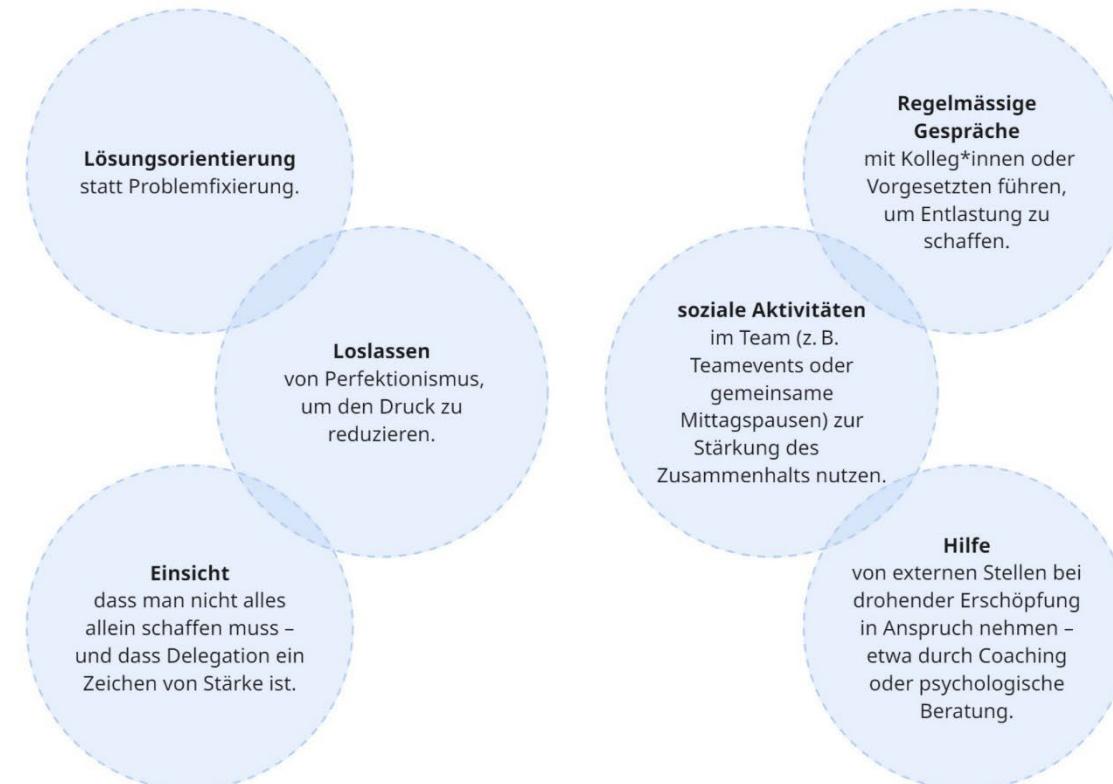 Lösungsorientierung
statt Problemfixierung.
Loslassen
von Perfektionismus,
um den Druck zu
reduzieren.
Einsicht
dass man nicht alles
allein schaffen muss –
und dass Delegation ein
Zeichen von Stärke ist.
Regelmässige
Gespräche
mit Kolleg*innen oder
Vorgesetzten führen,
um Entlastung zu
schaffen.
soziale Aktivitäten
im Team (z. B.
Teamevents oder
gemeinsame
Mittagspausen) zur
Stärkung des
Zusammenhalts nutzen.
Hilfe
von externen Stellen bei
drohender Erschöpfung
in Anspruch nehmen –
etwa durch Coaching
oder psychologische
Beratung.